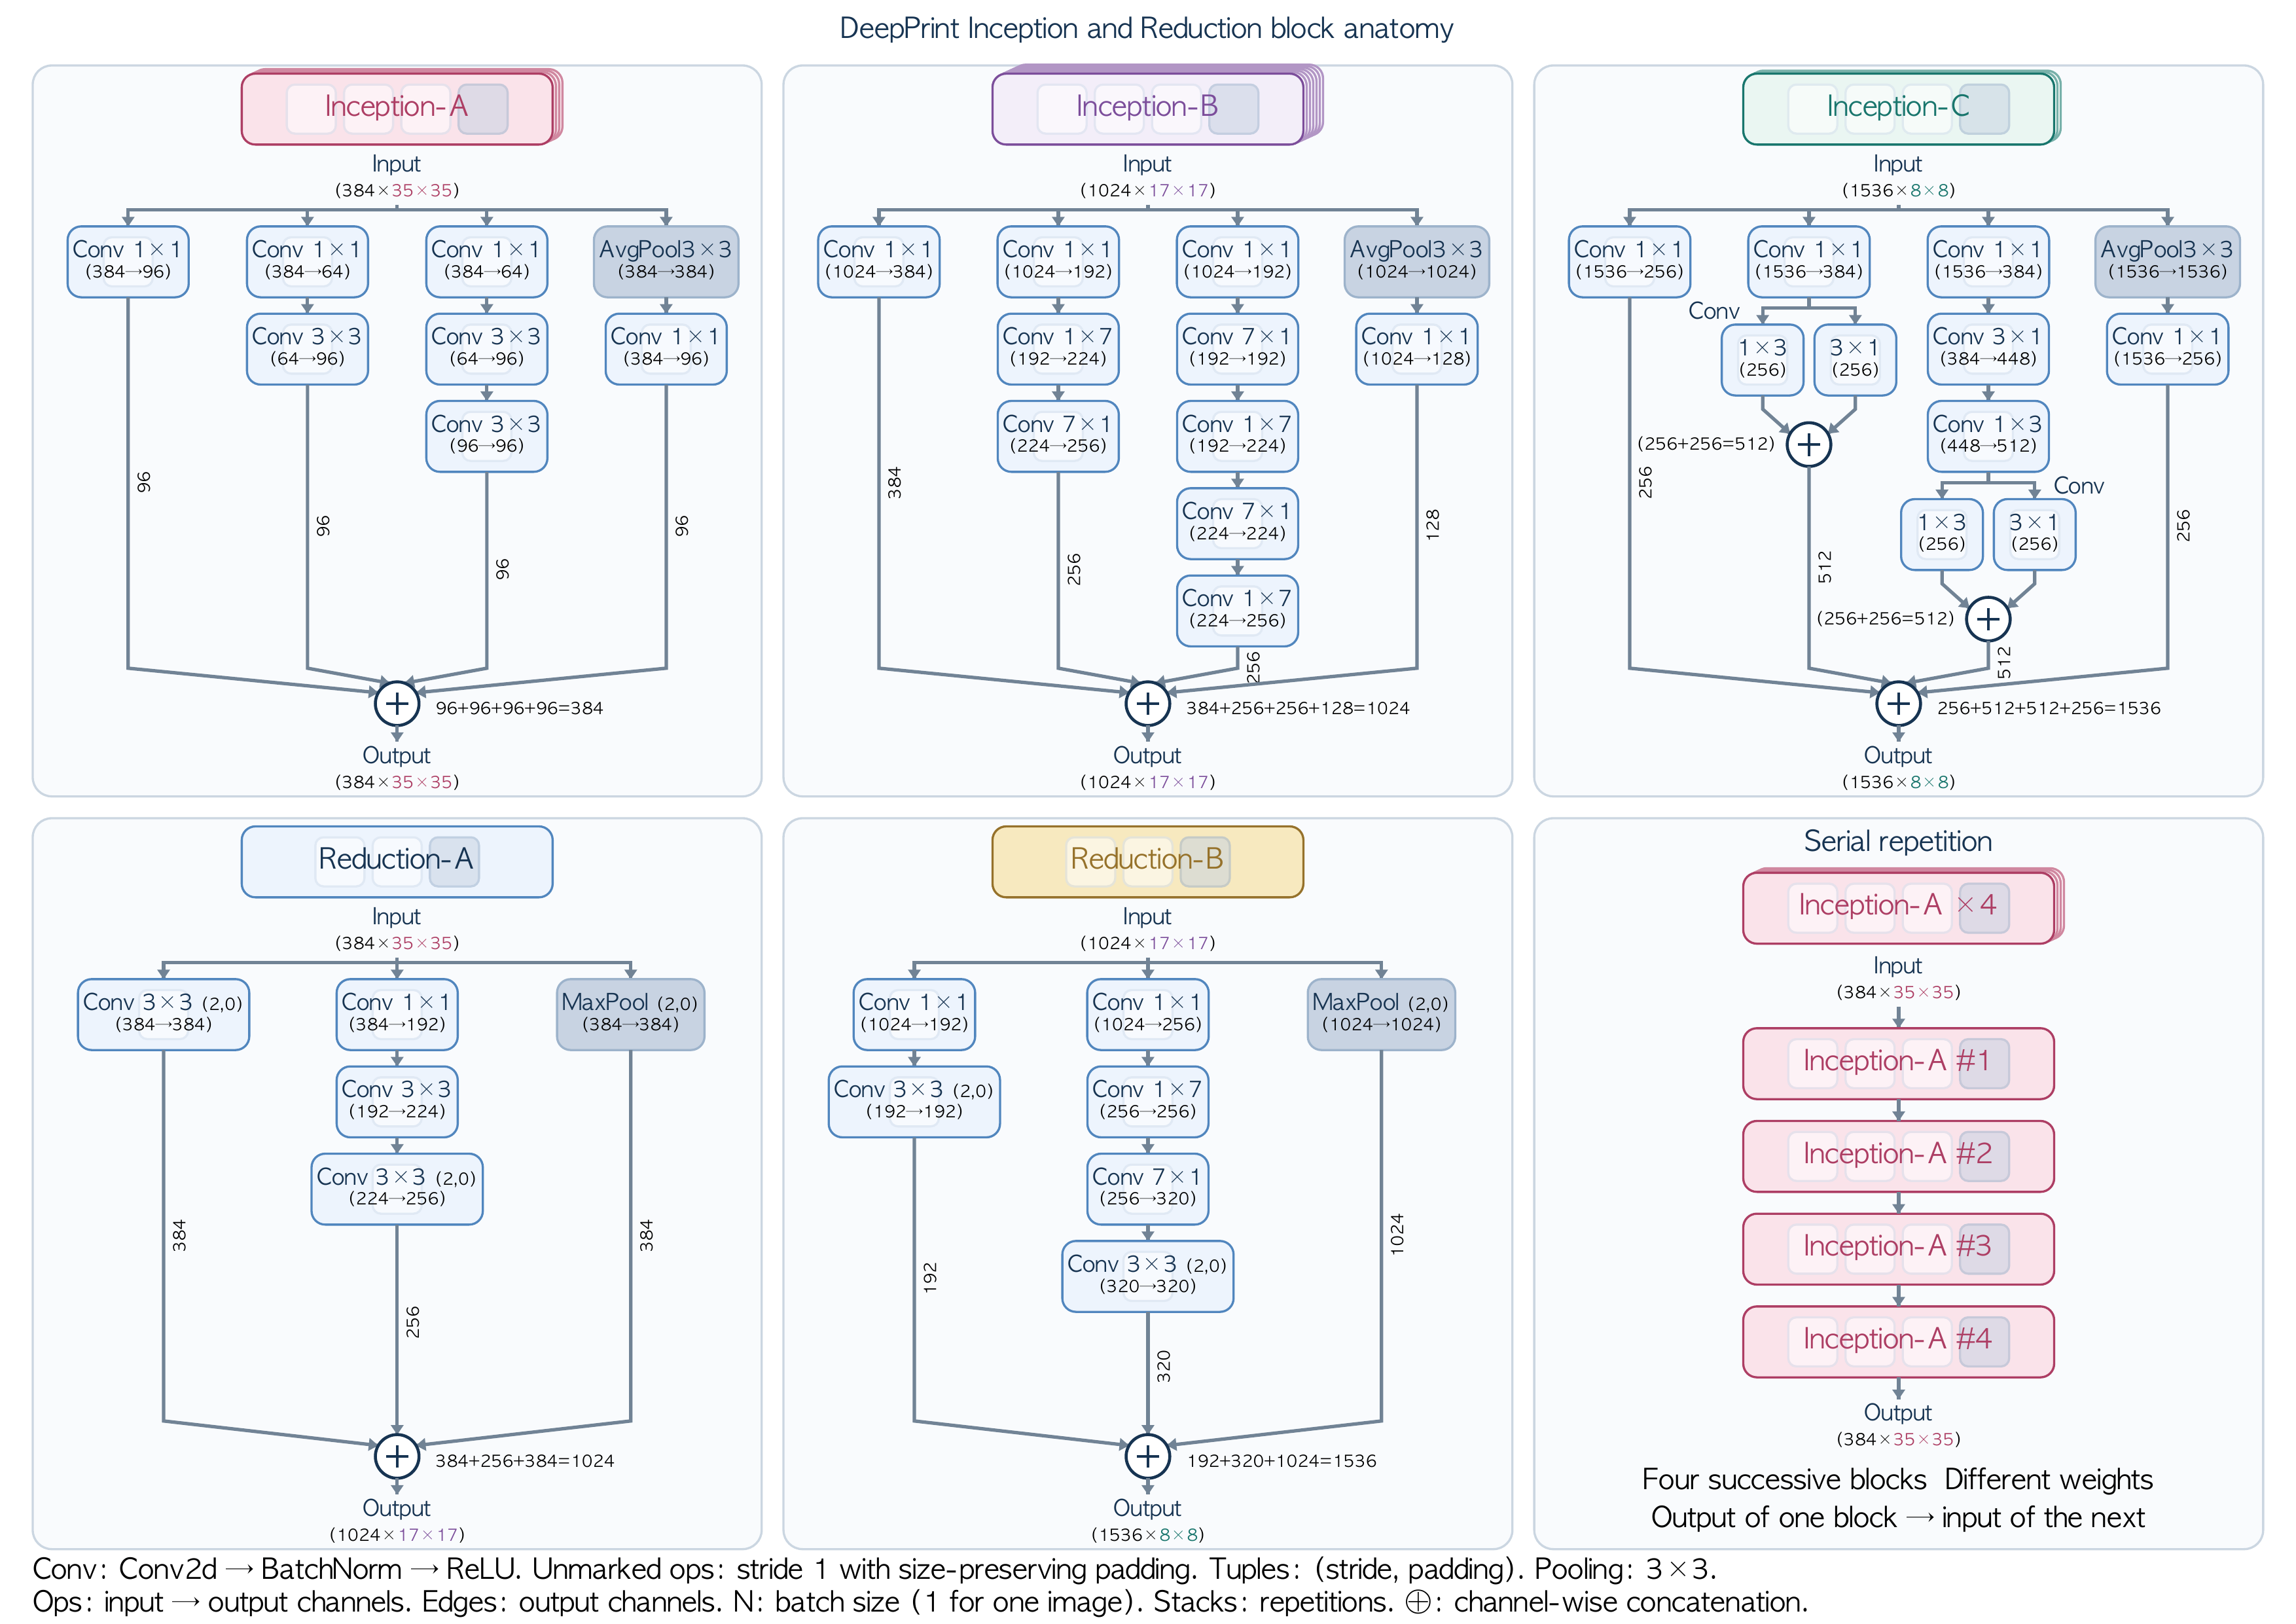 DeepPrint Inception and Reduction block anatomy
Inception-A
Input
(384×35×35)
Conv 1×1
(384→96)
Conv 1×1
(384→64)
Conv 1×1
(384→64)
AvgPool3×3
(384→384)
Conv 3×3
(64→96)
Conv 3×3
(64→96)
Conv 1×1
(384→96)
Conv 3×3
(96→96)
96
96
96
96
96+96+96+96=384
Output
(384×35×35)
Inception-B
Input
(1024×17×17)
Conv 1×1
(1024→384)
Conv 1×1
(1024→192)
Conv 1×1
(1024→192)
AvgPool3×3
(1024→1024)
Conv 1×7
(192→224)
Conv 7×1
(192→192)
Conv 1×1
(1024→128)
Conv 7×1
(224→256)
Conv 1×7
(192→224)
384
Conv 7×1
(224→224)
128
256
Conv 1×7
(224→256)
256
384+256+256+128=1024
Output
(1024×17×17)
Inception-C
Input
(1536×8×8)
Conv 1×1
(1536→256)
Conv 1×1
(1536→384)
Conv 1×1
(1536→384)
AvgPool3×3
(1536→1536)
Conv
1×3
(256)
3×1
(256)
Conv 3×1
(384→448)
Conv 1×1
(1536→256)
(256+256=512)
Conv 1×3
(448→512)
256
Conv
1×3
(256)
3×1
(256)
256
512
(256+256=512)
512
256+512+512+256=1536
Output
(1536×8×8)
Reduction-A
Input
(384×35×35)
Conv 3×3 (2,0)
(384→384)
Conv 1×1
(384→192)
MaxPool (2,0)
(384→384)
Conv 3×3
(192→224)
Conv 3×3 (2,0)
(224→256)
384
384
256
384+256+384=1024
Output
(1024×17×17)
Reduction-B
Input
(1024×17×17)
Conv 1×1
(1024→192)
Conv 1×1
(1024→256)
MaxPool (2,0)
(1024→1024)
Conv 3×3 (2,0)
(192→192)
Conv 1×7
(256→256)
Conv 7×1
(256→320)
1024
Conv 3×3 (2,0)
(320→320)
192
320
192+320+1024=1536
Output
(1536×8×8)
Serial repetition
Inception-A ×4
Input
(384×35×35)
Inception-A #1
Inception-A #2
Inception-A #3
Inception-A #4
Output
(384×35×35)
Four successive blocks Different weights
Output of one block → input of the next
Conv: Conv2d → BatchNorm → ReLU. Unmarked ops: stride 1 with size-preserving padding. Tuples: (stride, padding). Pooling: 3×3.
Ops: input → output channels. Edges: output channels. N: batch size (1 for one image). Stacks: repetitions. ⊕: channel-wise concatenation.